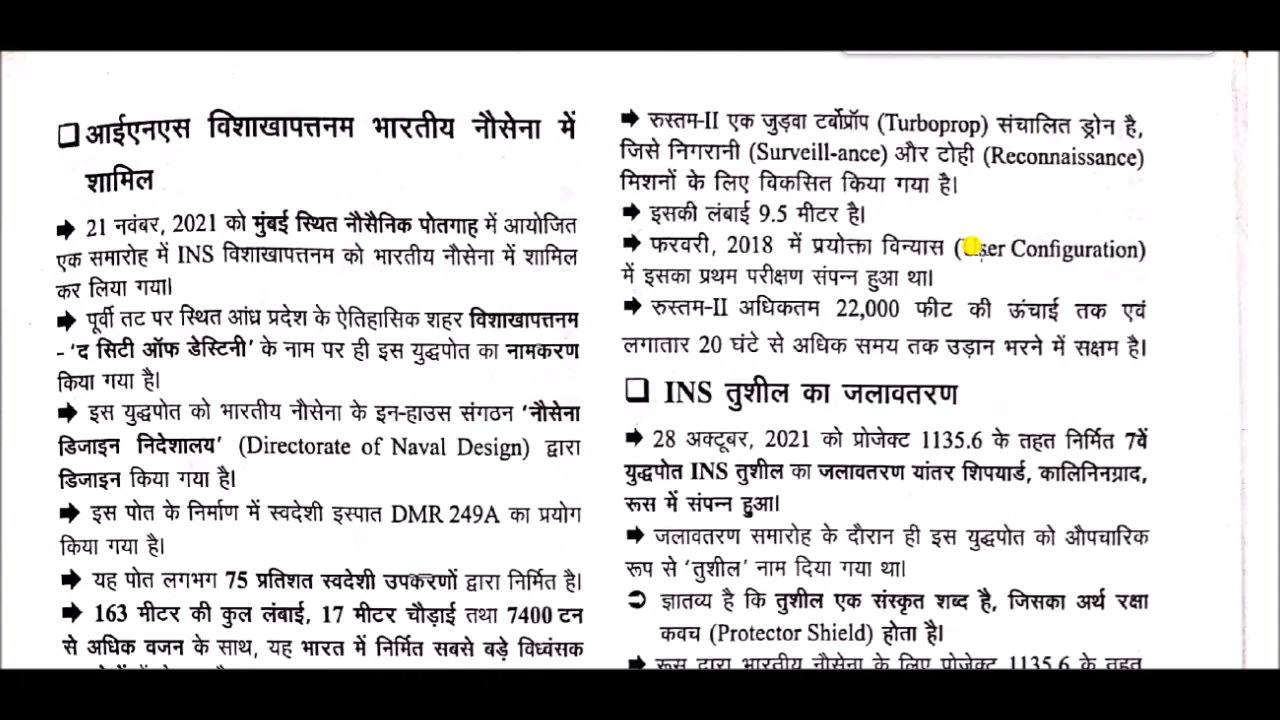 ❑ आईएनएस विशाखापत्तनम भारतीय नौसेना में
शामिल
➡ 21 नवंबर, 2021 को मुंबई स्थित नौसैनिक पोतगाह में आयोजित
एक समारोह में INS विशाखापत्तनम को भारतीय नौसेना में शामिल
कर लिया गया।
➡ पूर्वी तट पर स्थित आंध्र प्रदेश के ऐतिहासिक शहर विशाखापत्तनम
- 'द सिटी ऑफ डेस्टिनी' के नाम पर ही इस युद्धपोत का नामकरण
किया गया है।
➡ इस युद्धपोत को भारतीय नौसेना के इन-हाउस संगठन 'नौसेना
डिजाइन निदेशालय' (Directorate of Naval Design) द्वारा
डिजाइन किया गया है।
➡ इस पोत के निर्माण में स्वदेशी इस्पात DMR 249A का प्रयोग
किया गया है।
➡ यह पोत लगभग 75 प्रतिशत स्वदेशी उपकरणों द्वारा निर्मित है।
➡ 163 मीटर की कुल लंबाई, 17 मीटर चौड़ाई तथा 7400 टन
से अधिक वजन के साथ, यह भारत में निर्मित सबसे बड़े विध्वंसक
➡ रुस्तम-II एक जुड़वा टर्बोप्रॉप (Turboprop) संचालित ड्रोन है,
जिसे निगरानी (Surveill-ance) और टोही (Reconnaissance)
मिशनों के लिए विकसित किया गया है।
➡ इसकी लंबाई 9.5 मीटर है।
➡ फरवरी, 2018 में प्रयोक्ता विन्यास (User Configuration)
में इसका प्रथम परीक्षण संपन्न हुआ था।
➡ रुस्तम-II अधिकतम 22,000 फीट की ऊंचाई तक एवं
लगातार 20 घंटे से अधिक समय तक उड़ान भरने में सक्षम है।
❑ INS तुशील का जलावतरण
➡ 28 अक्टूबर, 2021 को प्रोजेक्ट 1135.6 के तहत निर्मित 7वें
युद्धपोत INS तुशील का जलावतरण यांतर शिपयार्ड, कालिनिनग्राद,
रूस में संपन्न हुआ।
➡ जलावतरण समारोह के दौरान ही इस युद्धपोत को औपचारिक
रूप से 'तुशील' नाम दिया गया था।
➲ ज्ञातव्य है कि तुशील एक संस्कृत शब्द है, जिसका अर्थ रक्षा
कवच (Protector Shield) होता है।
➡ रूस द्वारा भारतीय नौसेना के लिए प्रोजेक्ट 1135.6 के तहत